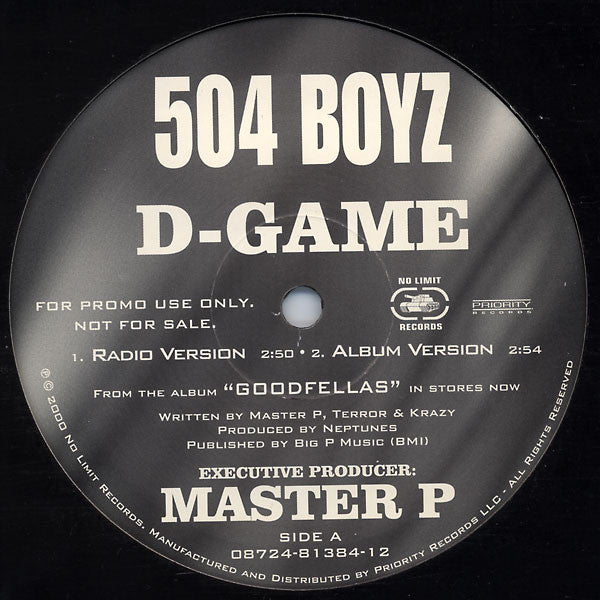 504 BOYZ
D-GAME
NO LIMIT
RECORDS
PRIORITY
RECORDS
FOR PROMO USE ONLY.
NOT FOR SALE.
1. RADIO VERSION 2:50 • 2. ALBUM VERSION 2:54
FROM THE ALBUM “GOODFELLAS” IN STORES NOW
WRITTEN BY MASTER P, TERROR & KRAZY
PRODUCED BY NEPTUNES
PUBLISHED BY BIG P MUSIC (BMI)
EXECUTIVE PRODUCER:
MASTER P
SIDE A
08724-81384-12
℗ © 2000 NO LIMIT RECORDS. MANUFACTURED AND DISTRIBUTED BY PRIORITY RECORDS LLC - ALL RIGHTS RESERVED